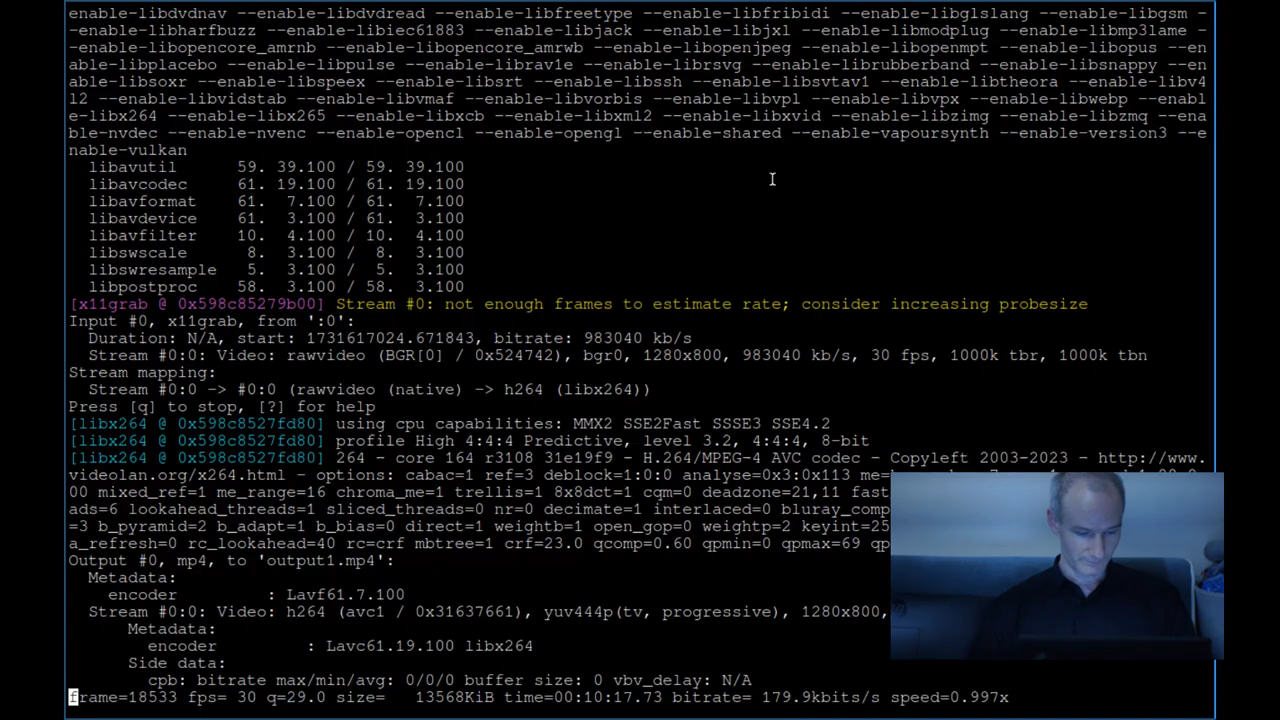 enable-libdvdnav --enable-libdvdread --enable-libfreetype --enable-libfribidi --enable-libglslang --enable-libgsm -
-enable-libharfbuzz --enable-libiec61883 --enable-libjack --enable-libjxl --enable-libmodplug --enable-libmp3lame -
-enable-libopencore_amrnb --enable-libopencore_amrwb --enable-libopenjpeg --enable-libopenmpt --enable-libopus --en
able-libplacebo --enable-libpulse --enable-librav1e --enable-librsvg --enable-librubberband --enable-libsnappy --en
able-libsoxr --enable-libspeex --enable-libsrt --enable-libssh --enable-libsvtav1 --enable-libtheora --enable-libv4
l2 --enable-libvidstab --enable-libvmaf --enable-libvorbis --enable-libvpl --enable-libvpx --enable-libwebp --enabl
e-libx264 --enable-libx265 --enable-libxcb --enable-libxml2 --enable-libxvid --enable-libzimg --enable-libzmq --ena
ble-nvdec --enable-nvenc --enable-opencl --enable-opengl --enable-shared --enable-vapoursynth --enable-version3 --e
nable-vulkan
libavutil 59. 39.100 / 59. 39.100
libavcodec 61. 19.100 / 61. 19.100
libavformat 61. 7.100 / 61. 7.100
libavdevice 61. 3.100 / 61. 3.100
libavfilter 10. 4.100 / 10. 4.100
libswscale 8. 3.100 / 8. 3.100
libswresample 5. 3.100 / 5. 3.100
libpostproc 58. 3.100 / 58. 3.100
[x11grab @ 0x598c85279b00] Stream #0: not enough frames to estimate rate; consider increasing probesize
Input #0, x11grab, from ':0':
Duration: N/A, start: 1731617024.671843, bitrate: 983040 kb/s
Stream #0:0: Video: rawvideo (BGR[0] / 0x524742), bgr0, 1280x800, 983040 kb/s, 30 fps, 1000k tbr, 1000k tbn
Stream mapping:
Stream #0:0 -> #0:0 (rawvideo (native) -> h264 (libx264))
Press [q] to stop, [?] for help
[libx264 @ 0x598c8527fd80] using cpu capabilities: MMX2 SSE2Fast SSSE3 SSE4.2
[libx264 @ 0x598c8527fd80] profile High 4:4:4 Predictive, level 3.2, 4:4:4, 8-bit
[libx264 @ 0x598c8527fd80] 264 - core 164 r3108 31e19f9 - H.264/MPEG-4 AVC codec - Copyleft 2003-2023 - http://www.
videolan.org/x264.html - options: cabac=1 ref=3 deblock=1:0:0 analyse=0x3:0x113
00 mixed_ref=1 me_range=16 chroma_me=1 trellis=1 8x8dct=1 cqm=0 deadzone=21,11 fast
ads=6 lookahead_threads=1 sliced_threads=0 nr=0 decimate=1 interlaced=0 bluray_comp
=3 b_pyramid=2 b_adapt=1 b_bias=0 direct=1 weightb=1 open_gop=0 weightp=2 keyint=25
a_refresh=0 rc_lookahead=40 rc=crf mbtree=1 crf=23.0 qcomp=0.60 qpmin=0 qpmax=69 qp
Output #0, mp4, to 'output1.mp4':
Metadata:
encoder : Lavf61.7.100
Stream #0:0: Video: h264 (avc1 / 0x31637661), yuv444p(tv, progressive), 1280x800,
Metadata:
encoder : Lavc61.19.100 libx264
Side data:
cpb: bitrate max/min/avg: 0/0/0 buffer size: 0 vbv_delay: N/A
frame=18533 fps= 30 q=29.0 size= 13568KiB time=00:10:17.73 bitrate= 179.9kbits/s speed=0.997x